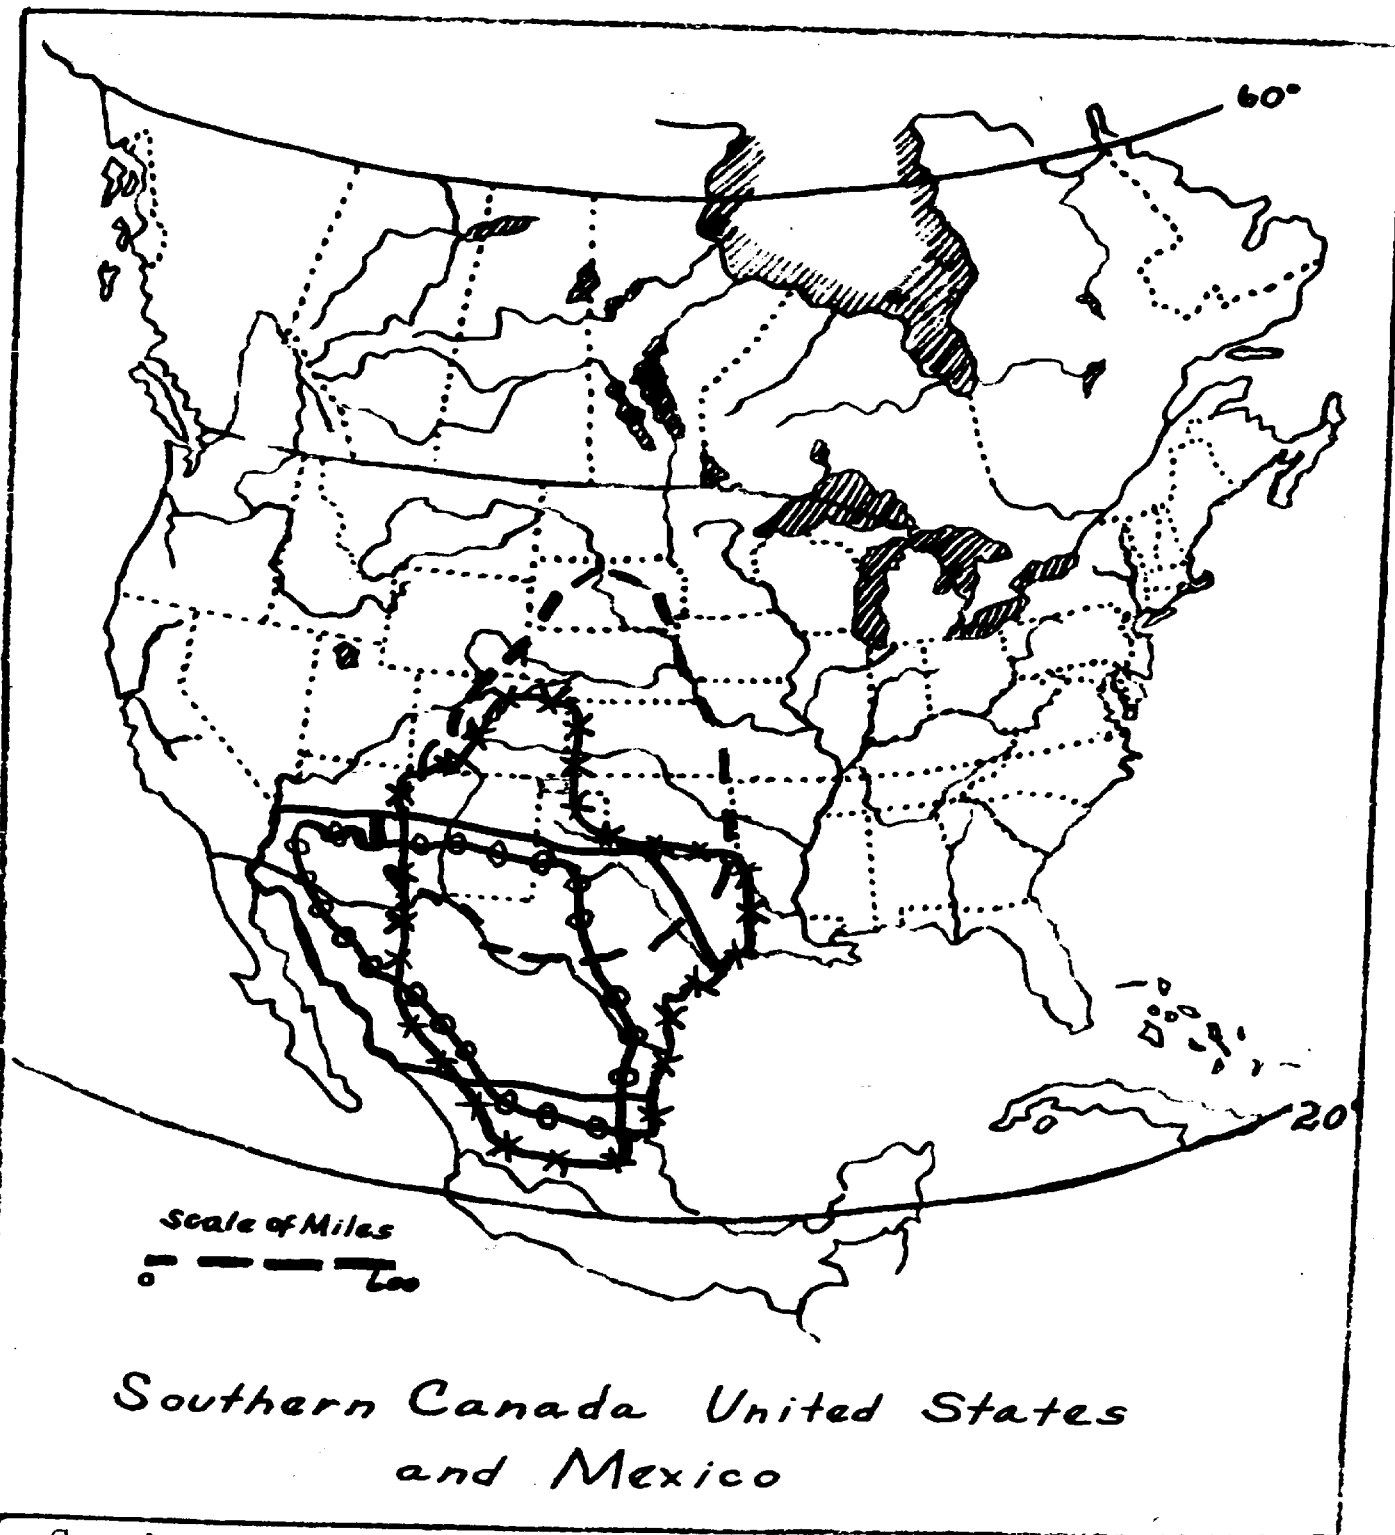 60°
20°
Scale of Miles
0 600
Southern Canada United States
and Mexico